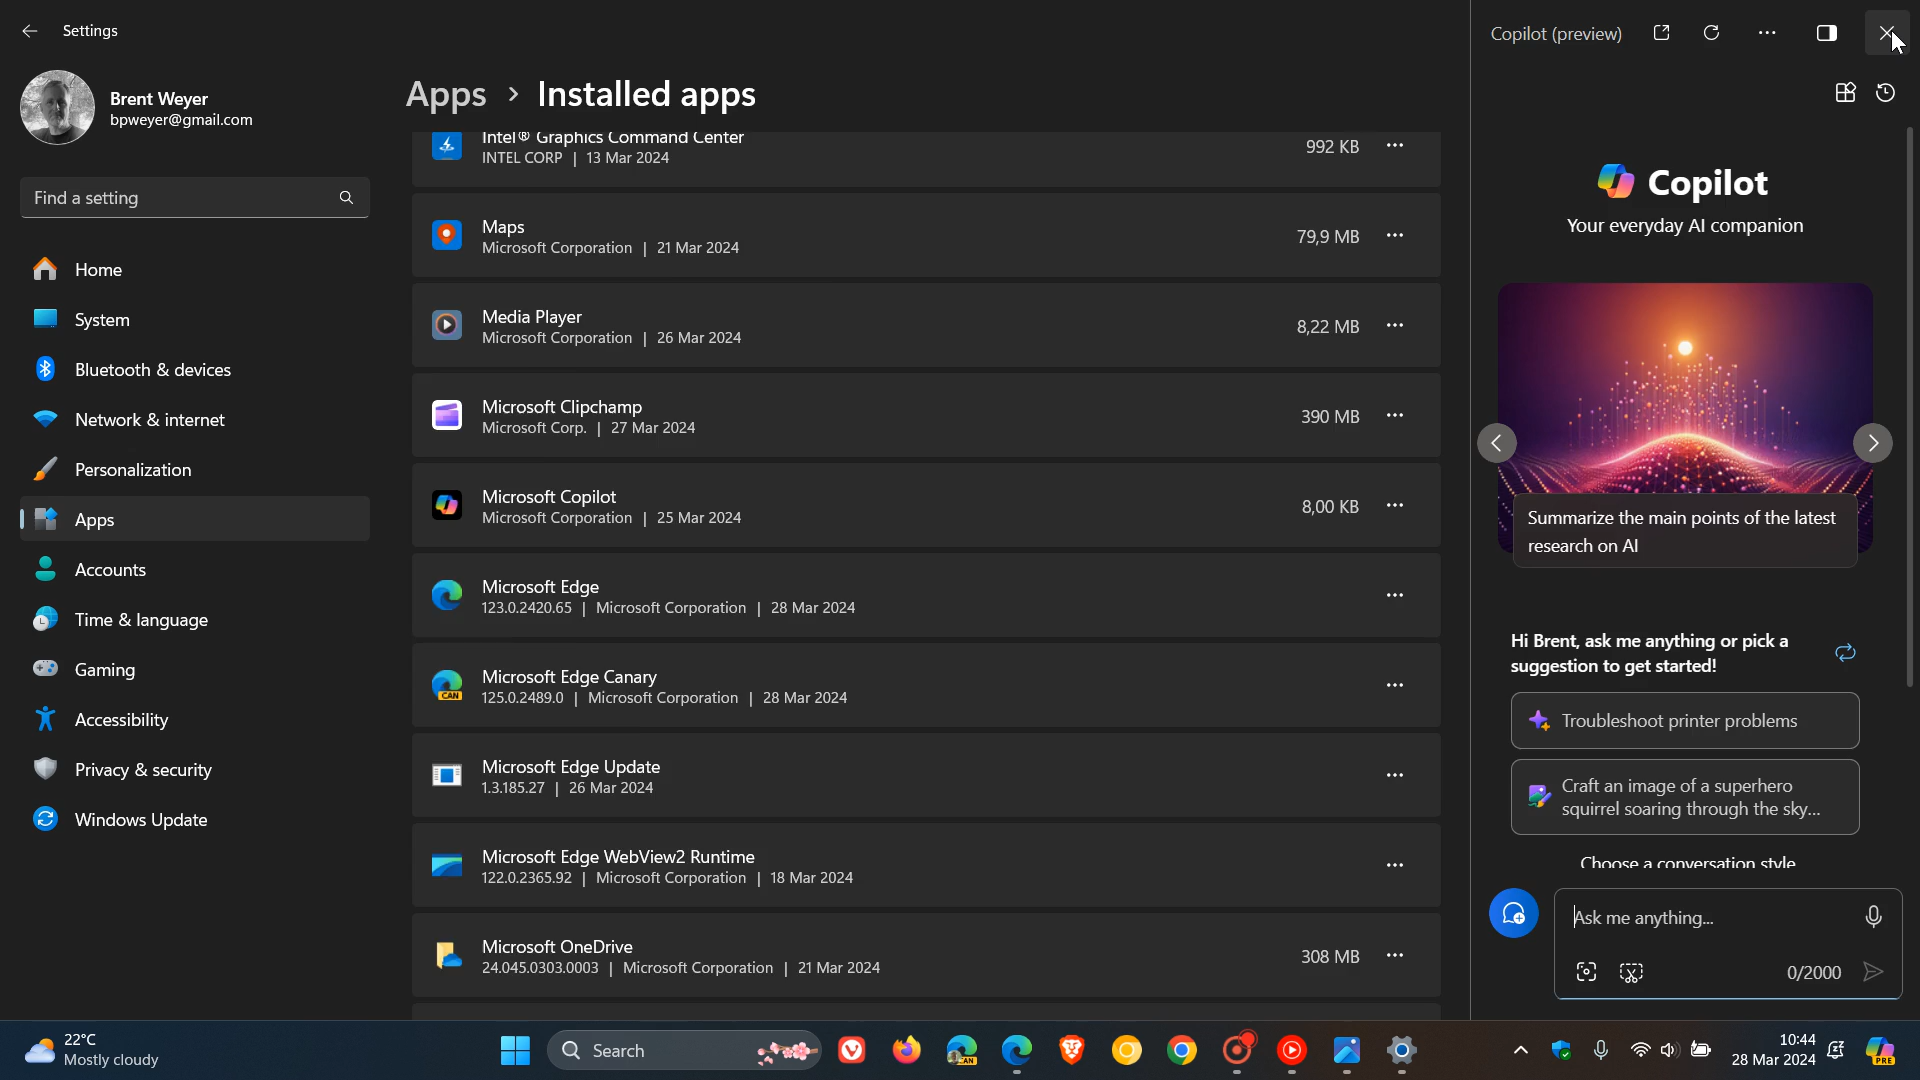 Settings
Brent Weyer
bpweyer@gmail.com
Find a setting
Home
System
Bluetooth & devices
Network & internet
Personalization
Apps
Accounts
Time & language
Gaming
Accessibility
Privacy & security
Windows Update
Apps > Installed apps
Intel® Graphics Command Center
INTEL CORP | 13 Mar 2024
992 KB
Maps
Microsoft Corporation | 21 Mar 2024
79,9 MB
Media Player
Microsoft Corporation | 26 Mar 2024
8,22 MB
Microsoft Clipchamp
Microsoft Corp. | 27 Mar 2024
390 MB
Microsoft Copilot
Microsoft Corporation | 25 Mar 2024
8,00 KB
Microsoft Edge
123.0.2420.65 | Microsoft Corporation | 28 Mar 2024
Microsoft Edge Canary
125.0.2489.0 | Microsoft Corporation | 28 Mar 2024
Microsoft Edge Update
1.3.185.27 | 26 Mar 2024
Microsoft Edge WebView2 Runtime
122.0.2365.92 | Microsoft Corporation | 18 Mar 2024
Microsoft OneDrive
24.045.0303.0003 | Microsoft Corporation | 21 Mar 2024
308 MB
Copilot (preview)
Copilot
Your everyday AI companion
Summarize the main points of the latest
research on AI
Hi Brent, ask me anything or pick a
suggestion to get started!
Troubleshoot printer problems
Craft an image of a superhero
squirrel soaring through the sky...
Choose a conversation style
Ask me anything...
0/2000
22°C
Mostly cloudy
Search
CAN
CAN
10:44
28 Mar 2024
PRE